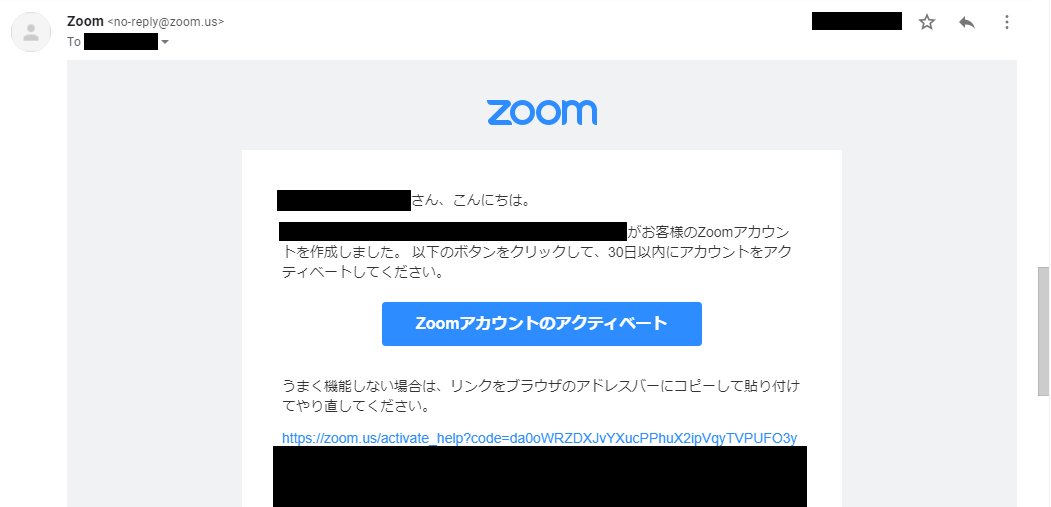 Zoom <no-reply@zoom.us>
To
zoom
さん、こんにちは。
がお客様のZoomアカウン
トを作成しました。 以下のボタンをクリックして、30日以内にアカウントをアク
ティベートしてください。
Zoomアカウントのアクティベート
うまく機能しない場合は、リンクをブラウザのアドレスバーにコピーして貼り付け
てやり直してください。
https://zoom.us/activate_help?code=da0oWRZDXJvYXucPPhuX2ipVqyTVPUFO3y